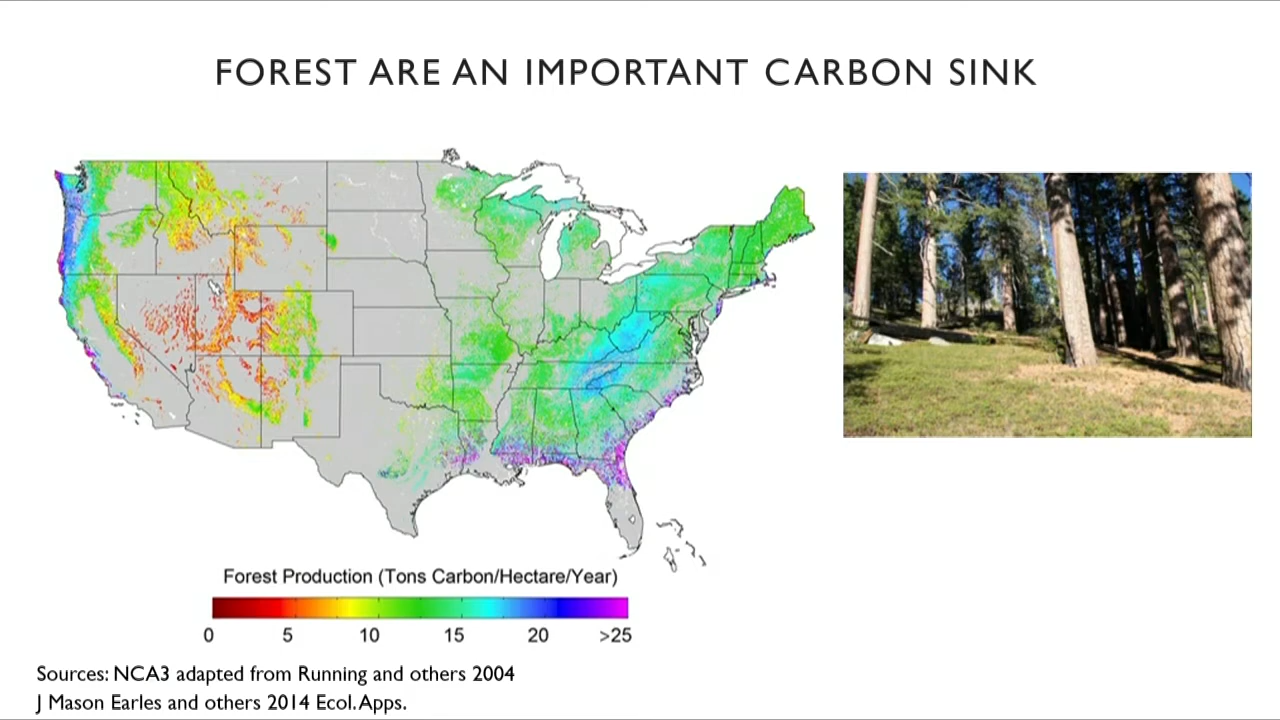 FOREST ARE AN IMPORTANT CARBON SINK
Forest Production (Tons Carbon/Hectare/Year)
0 5 10 15 20 >25
Sources: NCA3 adapted from Running and others 2004
J Mason Earles and others 2014 Ecol. Apps.